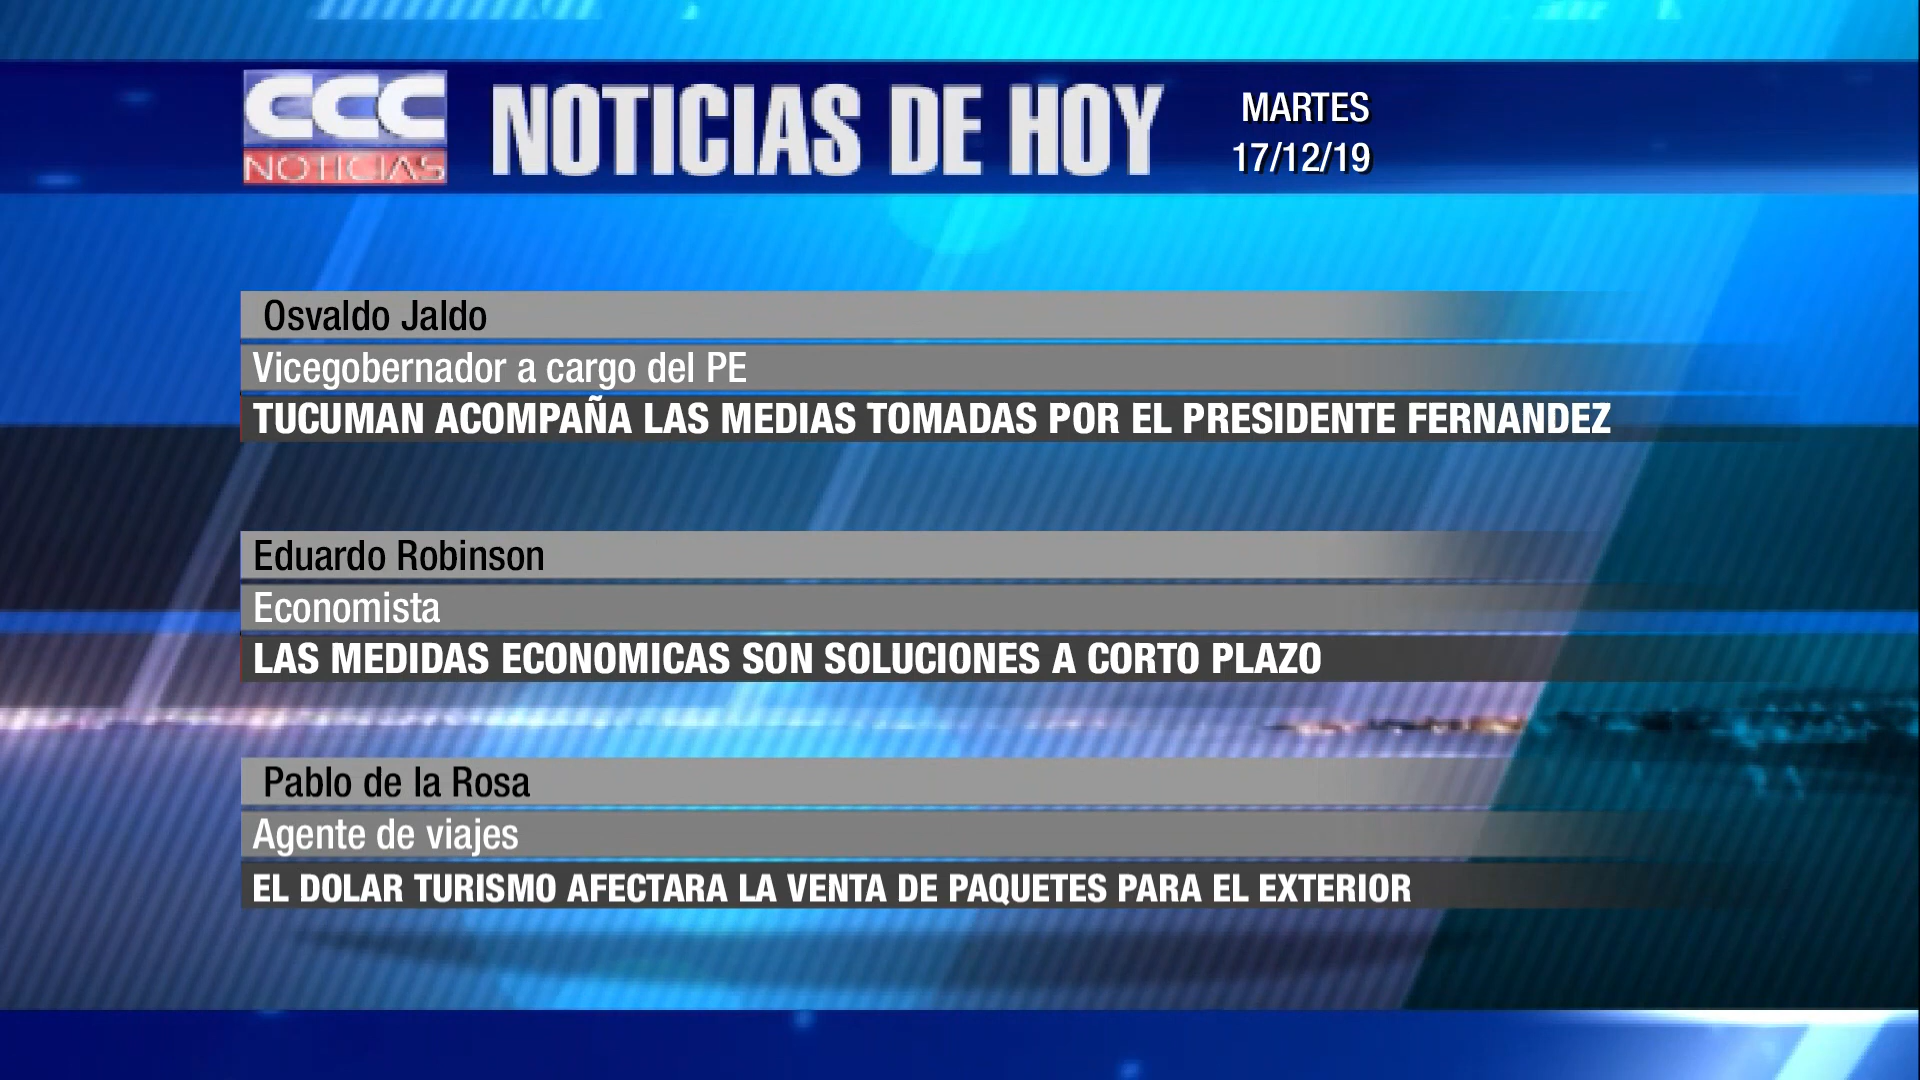 CCC
NOTICIAS
NOTICIAS DE HOY
MARTES
17/12/19
Osvaldo Jaldo
Vicegobernador a cargo del PE
TUCUMAN ACOMPAÑA LAS MEDIAS TOMADAS POR EL PRESIDENTE FERNANDEZ
Eduardo Robinson
Economista
LAS MEDIDAS ECONOMICAS SON SOLUCIONES A CORTO PLAZO
Pablo de la Rosa
Agente de viajes
EL DOLAR TURISMO AFECTARA LA VENTA DE PAQUETES PARA EL EXTERIOR